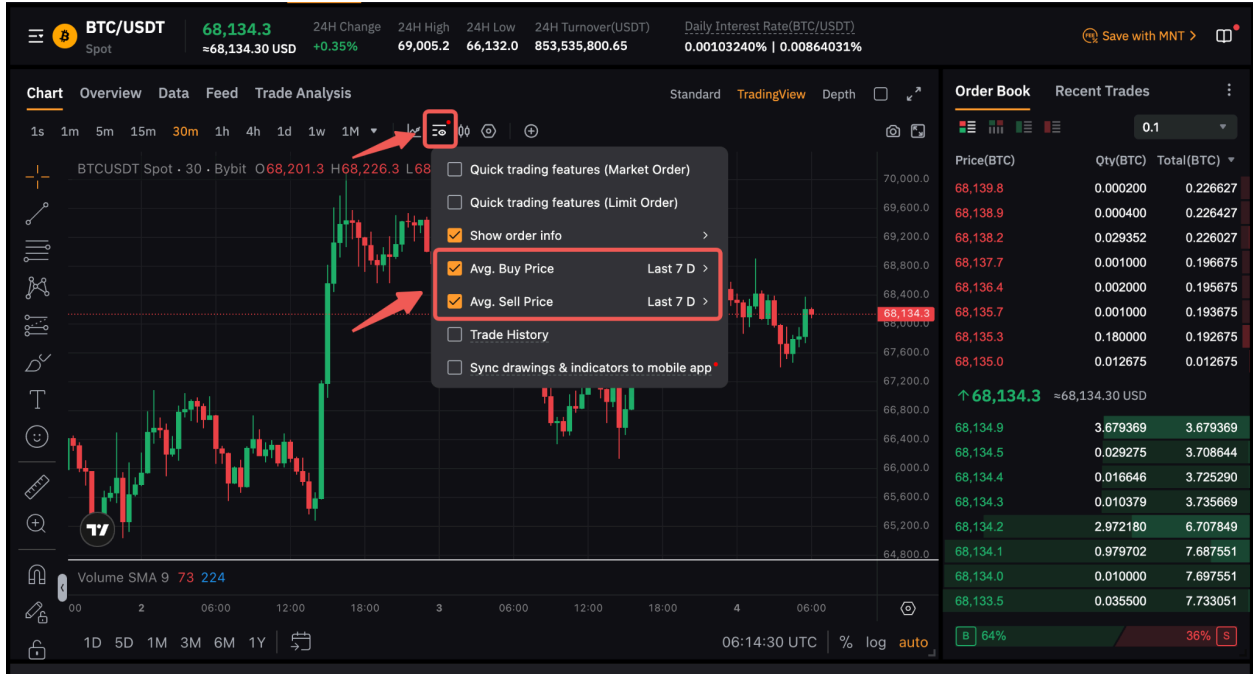 BTC/USDT
Spot
68,134.3
≈68,134.30 USD
24H Change
+0.35%
24H High
69,005.2
24H Low
66,132.0
24H Turnover(USDT)
853,535,800.65
Daily Interest Rate(BTC/USDT)
0.00103240% | 0.00864031%
Save with MNT >
Chart Overview Data Feed Trade Analysis
Standard TradingView Depth
1s 1m 5m 15m 30m 1h 4h 1d 1w 1M
BTCUSDT Spot · 30 · Bybit O68,201.3 H68,226.3 L68
Quick trading features (Market Order)
Quick trading features (Limit Order)
Show order info >
Avg. Buy Price Last 7 D >
Avg. Sell Price Last 7 D >
Trade History
Sync drawings & indicators to mobile app
70,000.0
69,600.0
69,200.0
68,800.0
68,400.0
68,134.3
68,000.0
67,600.0
67,200.0
66,800.0
66,400.0
66,000.0
65,600.0
65,200.0
64,800.0
Volume SMA 9 73 224
00 2 06:00 12:00 18:00 3 06:00 12:00 18:00 4 06:00
1D 5D 1M 3M 6M 1Y
06:14:30 UTC % log auto
Order Book Recent Trades
0.1
Price(BTC) Qty(BTC) Total(BTC)
68,139.8 0.000200 0.226627
68,138.9 0.000400 0.226427
68,138.2 0.029352 0.226027
68,137.7 0.001000 0.196675
68,136.4 0.002000 0.195675
68,135.7 0.001000 0.193675
68,135.3 0.180000 0.192675
68,135.0 0.012675 0.012675
↑68,134.3 ≈68,134.30 USD
68,134.9 3.679369 3.679369
68,134.5 0.029275 3.708644
68,134.4 0.016646 3.725290
68,134.3 0.010379 3.735669
68,134.2 2.972180 6.707849
68,134.1 0.979702 7.687551
68,134.0 0.010000 7.697551
68,133.5 0.035500 7.733051
B 64% 36% S